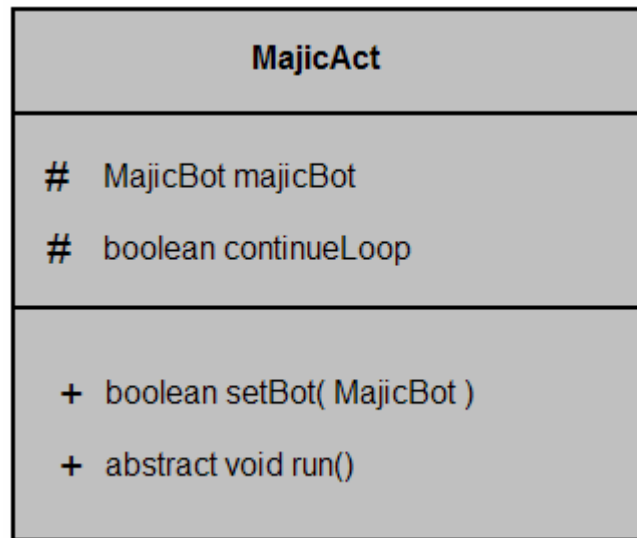 MajicAct
# MajicBot majicBot
# boolean continueLoop
+ boolean setBot( MajicBot )
+ abstract void run()